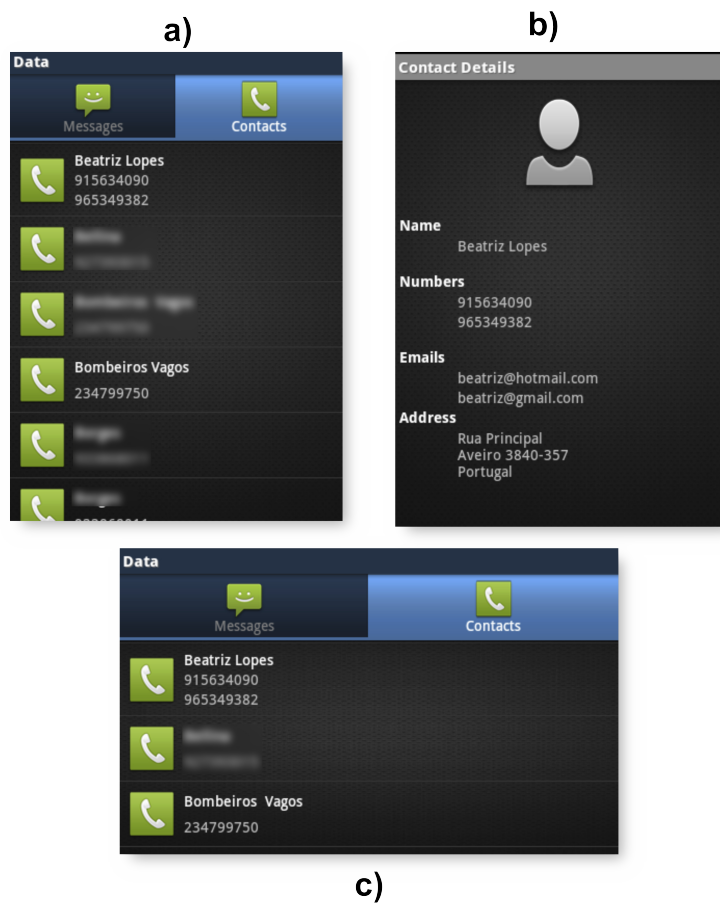 a)
Data
Messages
Contacts
Beatriz Lopes
915634090
965349382
Bombeiros Vagos
234799750
b)
Contact Details
Name
Beatriz Lopes
Numbers
915634090
965349382
Emails
beatriz@hotmail.com
beatriz@gmail.com
Address
Rua Principal
Aveiro 3840-357
Portugal
Data
Messages
Contacts
Beatriz Lopes
915634090
965349382
Bombeiros Vagos
234799750
c)